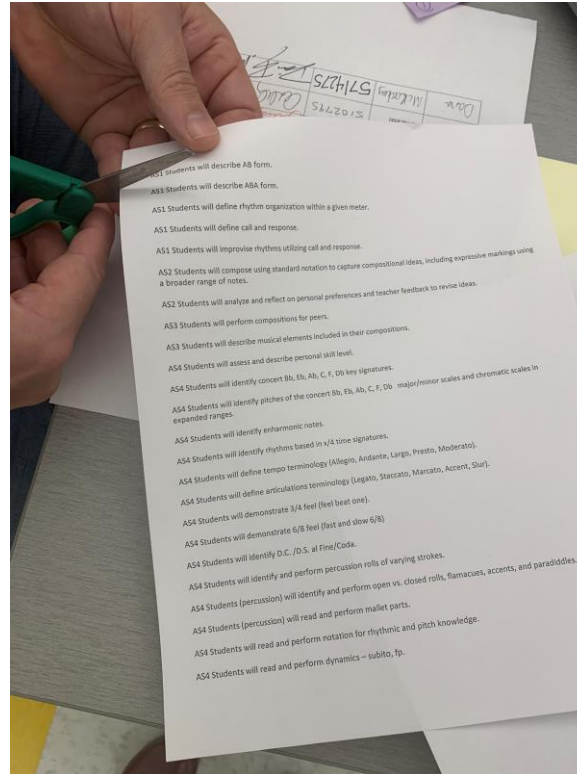 Dave McCarthy 5714275
5102795
AS1 Students will describe AB form.
AS1 Students will describe ABA form.
AS1 Students will define rhythm organization within a given meter.
AS1 Students will define call and response.
AS1 Students will improvise rhythms utilizing call and response.
AS2 Students will compose using standard notation to capture compositional ideas, including expressive markings using
a broader range of notes.
AS2 Students will analyze and reflect on personal preferences and teacher feedback to revise ideas.
AS3 Students will perform compositions for peers.
AS3 Students will describe musical elements included in their compositions.
AS4 Students will assess and describe personal skill level.
AS4 Students will identify concert Bb, Eb, Ab, C, F, Db key signatures.
AS4 Students will identify pitches of the concert Bb, Eb, Ab, C, F, Db major/minor scales and chromatic scales in
expanded ranges.
AS4 Students will identify enharmonic notes.
AS4 Students will identify rhythms based in x/4 time signatures.
AS4 Students will define tempo terminology (Allegro, Andante, Largo, Presto, Moderato).
AS4 Students will define articulations terminology (Legato, Staccato, Marcato, Accent, Slur).
AS4 Students will demonstrate 3/4 feel (feel beat one).
AS4 Students will demonstrate 6/8 feel (fast and slow 6/8)
AS4 Students will identify D.C. /D.S. al Fine/Coda.
AS4 Students will identify and perform percussion rolls of varying strokes.
AS4 Students (percussion) will identify and perform open vs. closed rolls, flamacues, accents, and paradiddles.
AS4 Students (percussion) will read and perform mallet parts.
AS4 Students will read and perform notation for rhythmic and pitch knowledge.
AS4 Students will read and perform dynamics – subito, fp.